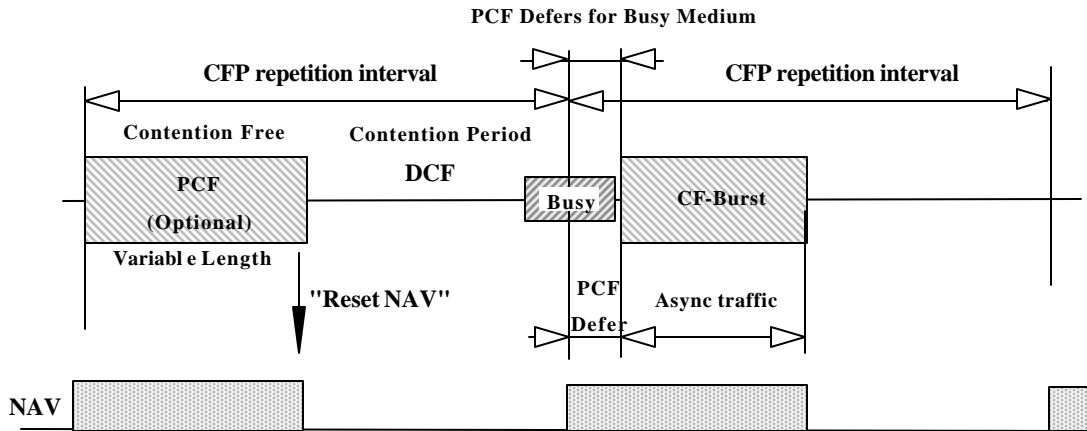 PCF Defers for Busy Medium
CFP repetition interval
CFP repetition interval
Contention Free
Contention Period
DCF
PCF
(Optional)
Busy
CF-Burst
Variabl e Length
"Reset NAV"
PCF
Defer
Async traffic
NAV